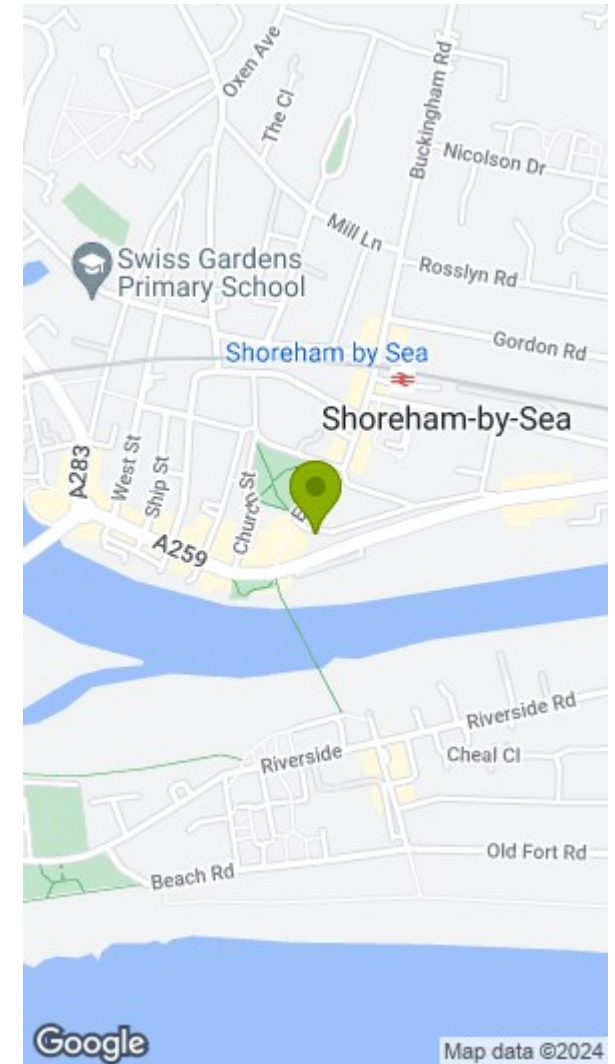 Oxen Ave
The Cl
Buckingham Rd
Nicolson Dr
Mill Ln
Swiss Gardens
Primary School
Rosslyn Rd
Gordon Rd
Shoreham by Sea
Shoreham-by-Sea
A283
West St
Ship St
Church St
A259
Riverside Rd
Riverside
Cheal Cl
Old Fort Rd
Beach Rd
Google
Map data ©2024